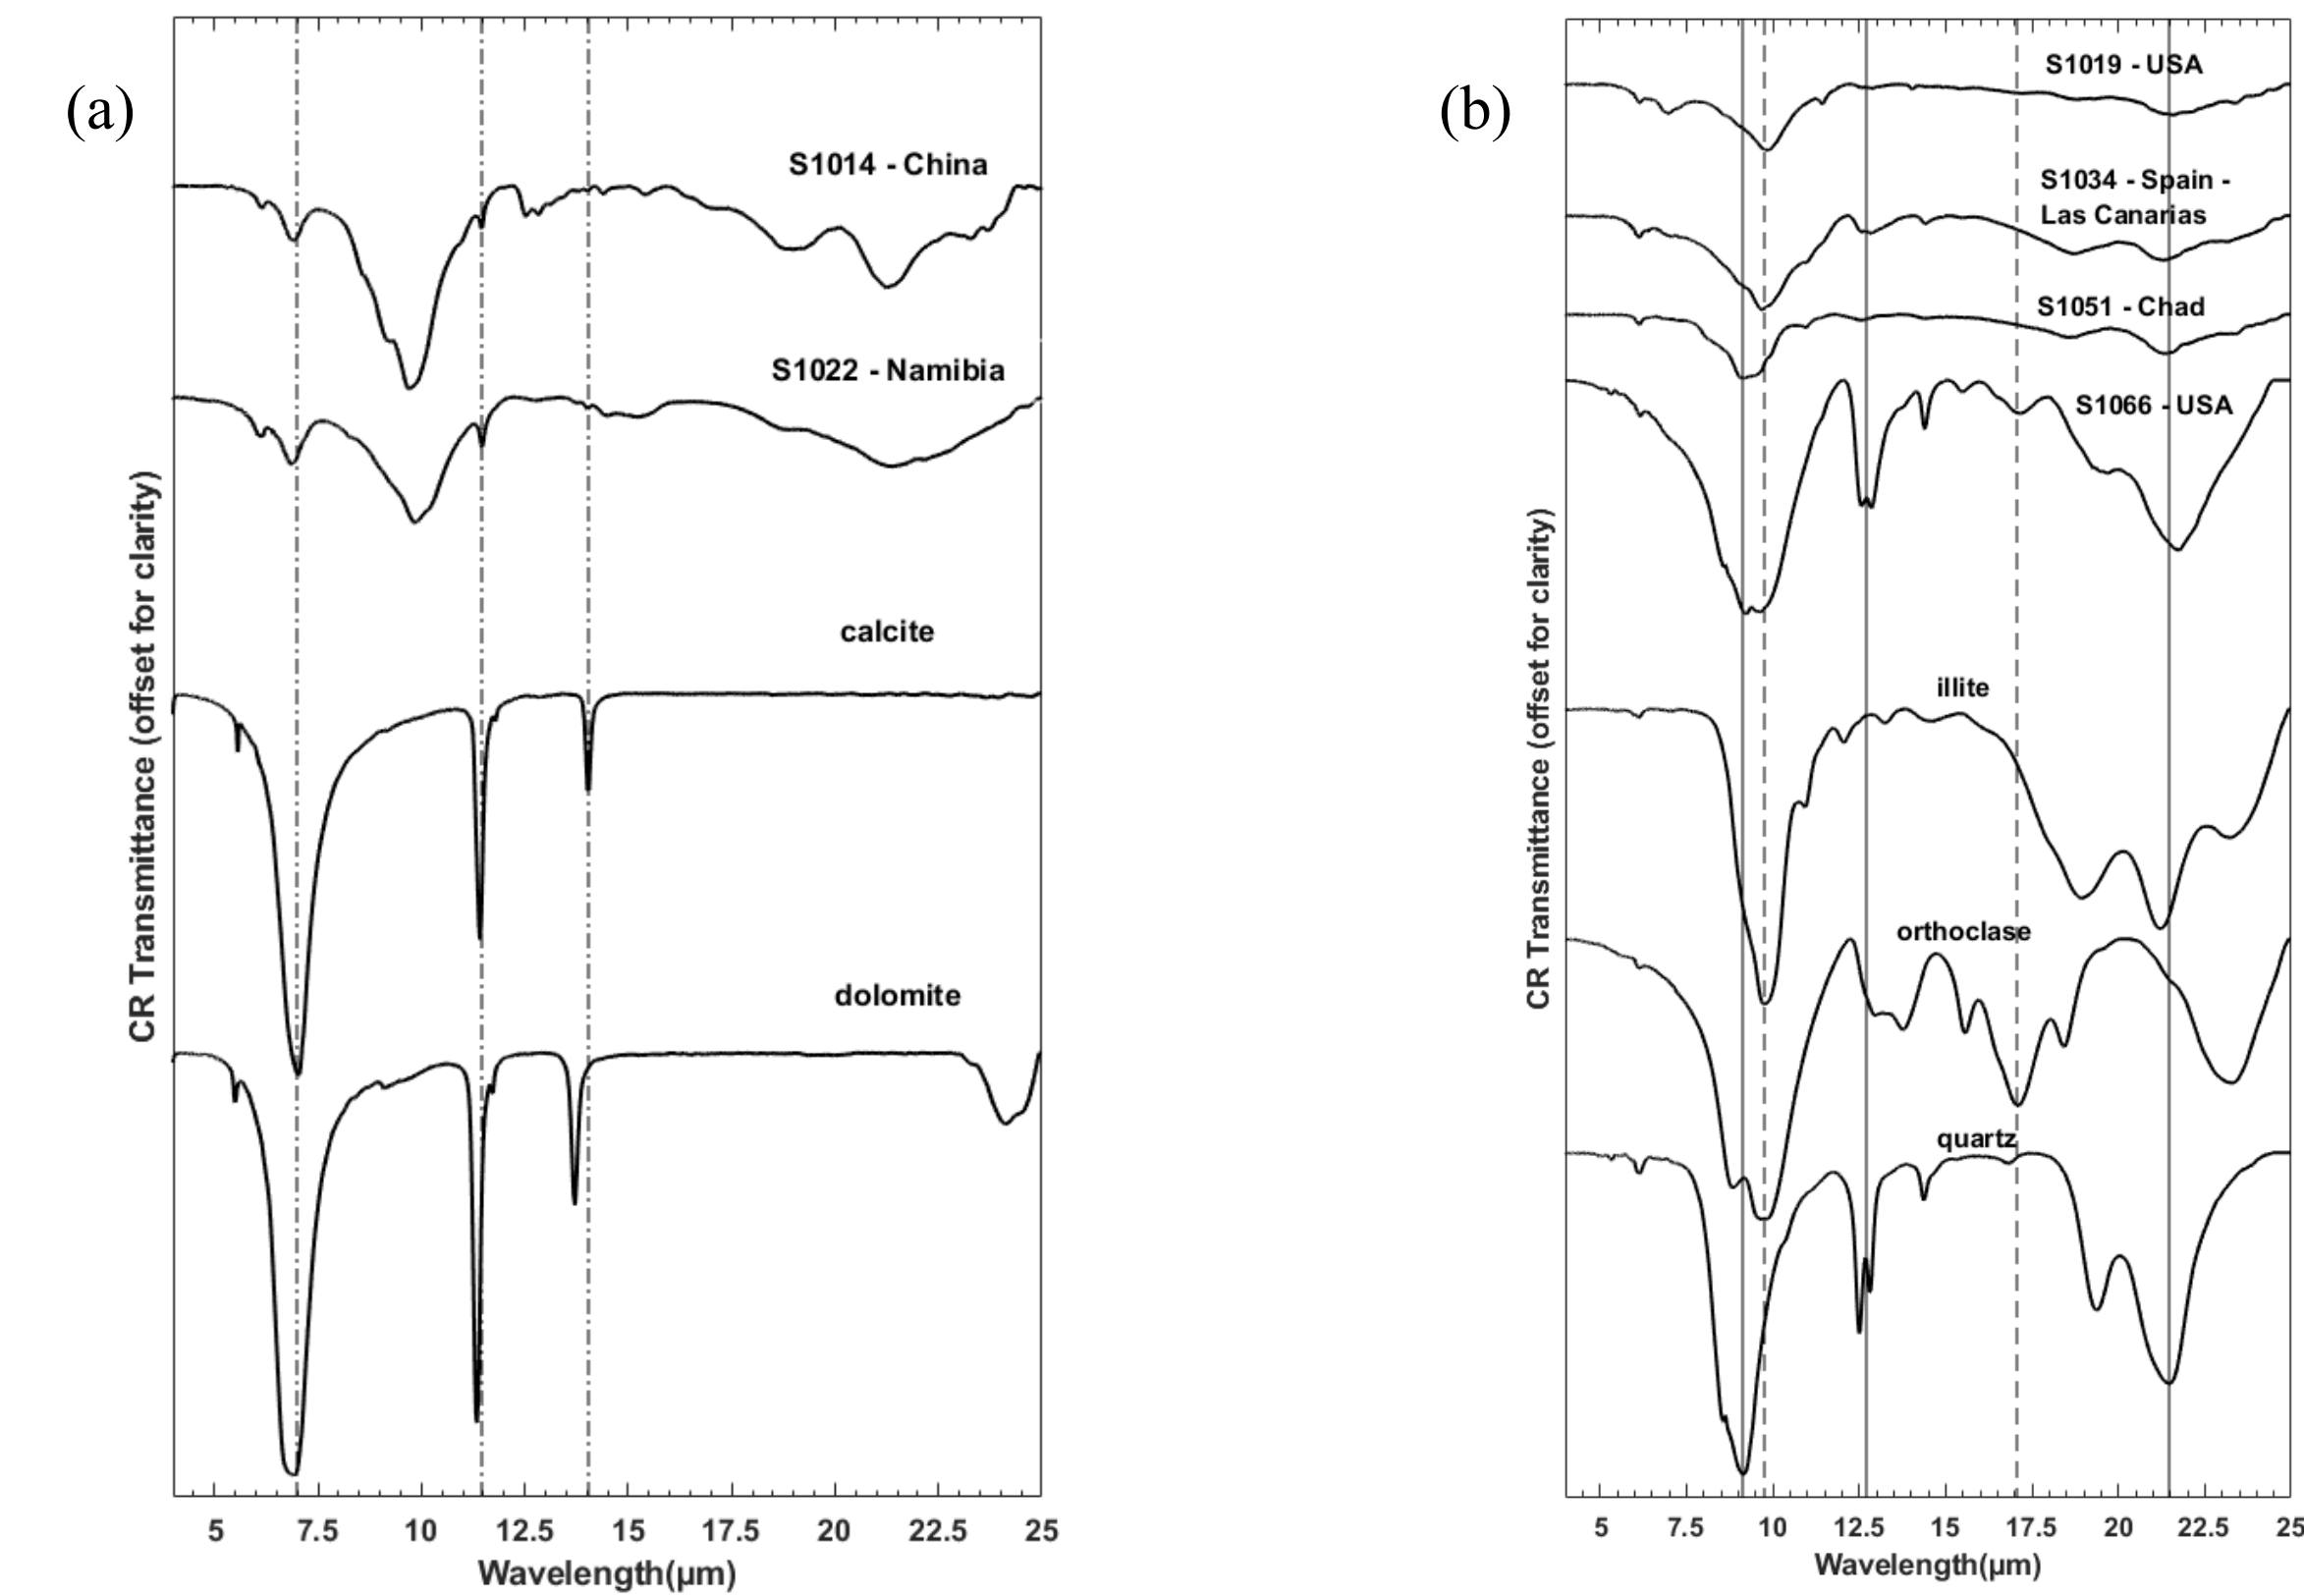 (a)
S1014 - China
S1022 - Namibia
calcite
dolomite
CR Transmittance (offset for clarity)
5 7.5 10 12.5 15 17.5 20 22.5 25
Wavelength(µm)
(b)
S1019 - USA
S1034 - Spain -
Las Canarias
S1051 - Chad
S1066 - USA
illite
orthoclase
quartz
CR Transmittance (offset for clarity)
5 7.5 10 12.5 15 17.5 20 22.5 25
Wavelength(µm)